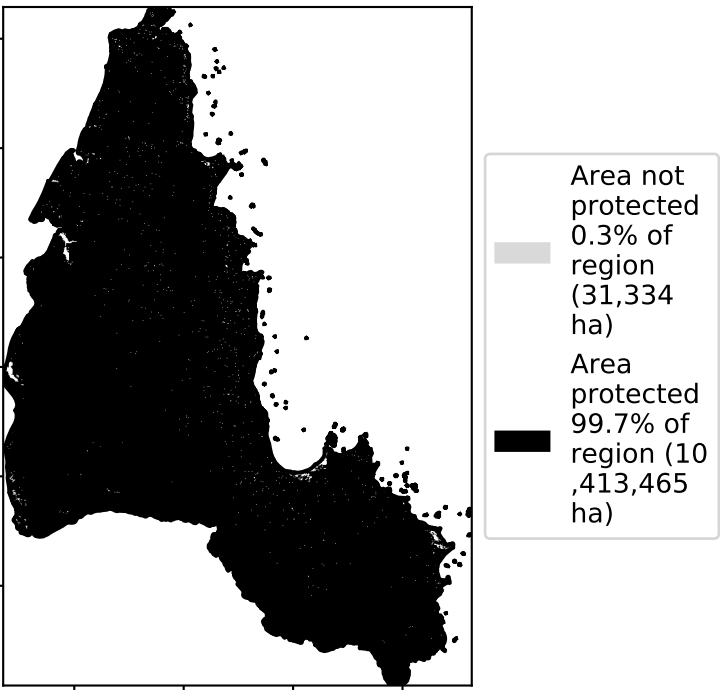 Area not
protected
0.3% of
region
(31,334
ha)
Area
protected
99.7% of
region (10
,413,465
ha)